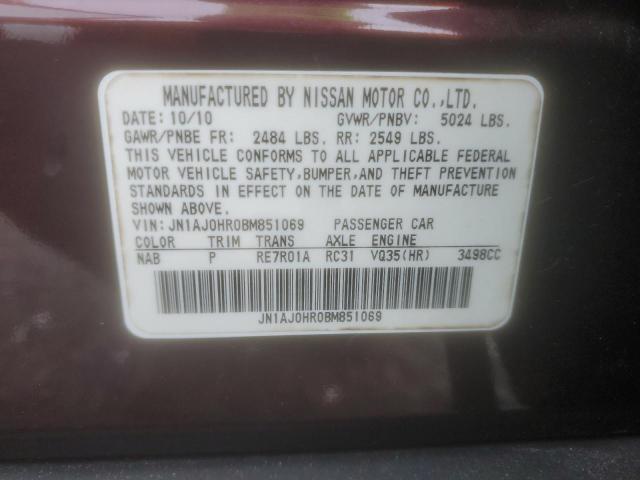 MANUFACTURED BY NISSAN MOTOR CO.,LTD.
DATE: 10/10 GVWR/PNBV: 5024 LBS.
GAWR/PNBE FR: 2484 LBS. RR: 2549 LBS.
THIS VEHICLE CONFORMS TO ALL APPLICABLE FEDERAL
MOTOR VEHICLE SAFETY,BUMPER,AND THEFT PREVENTION
STANDARDS IN EFFECT ON THE DATE OF MANUFACTURE
SHOWN ABOVE.
VIN: JN1AJ0HR0BM851069 PASSENGER CAR
COLOR TRIM TRANS AXLE ENGINE
NAB P RE7R01A RC31 VQ35(HR) 3498CC
JN1AJ0HR0BM851069